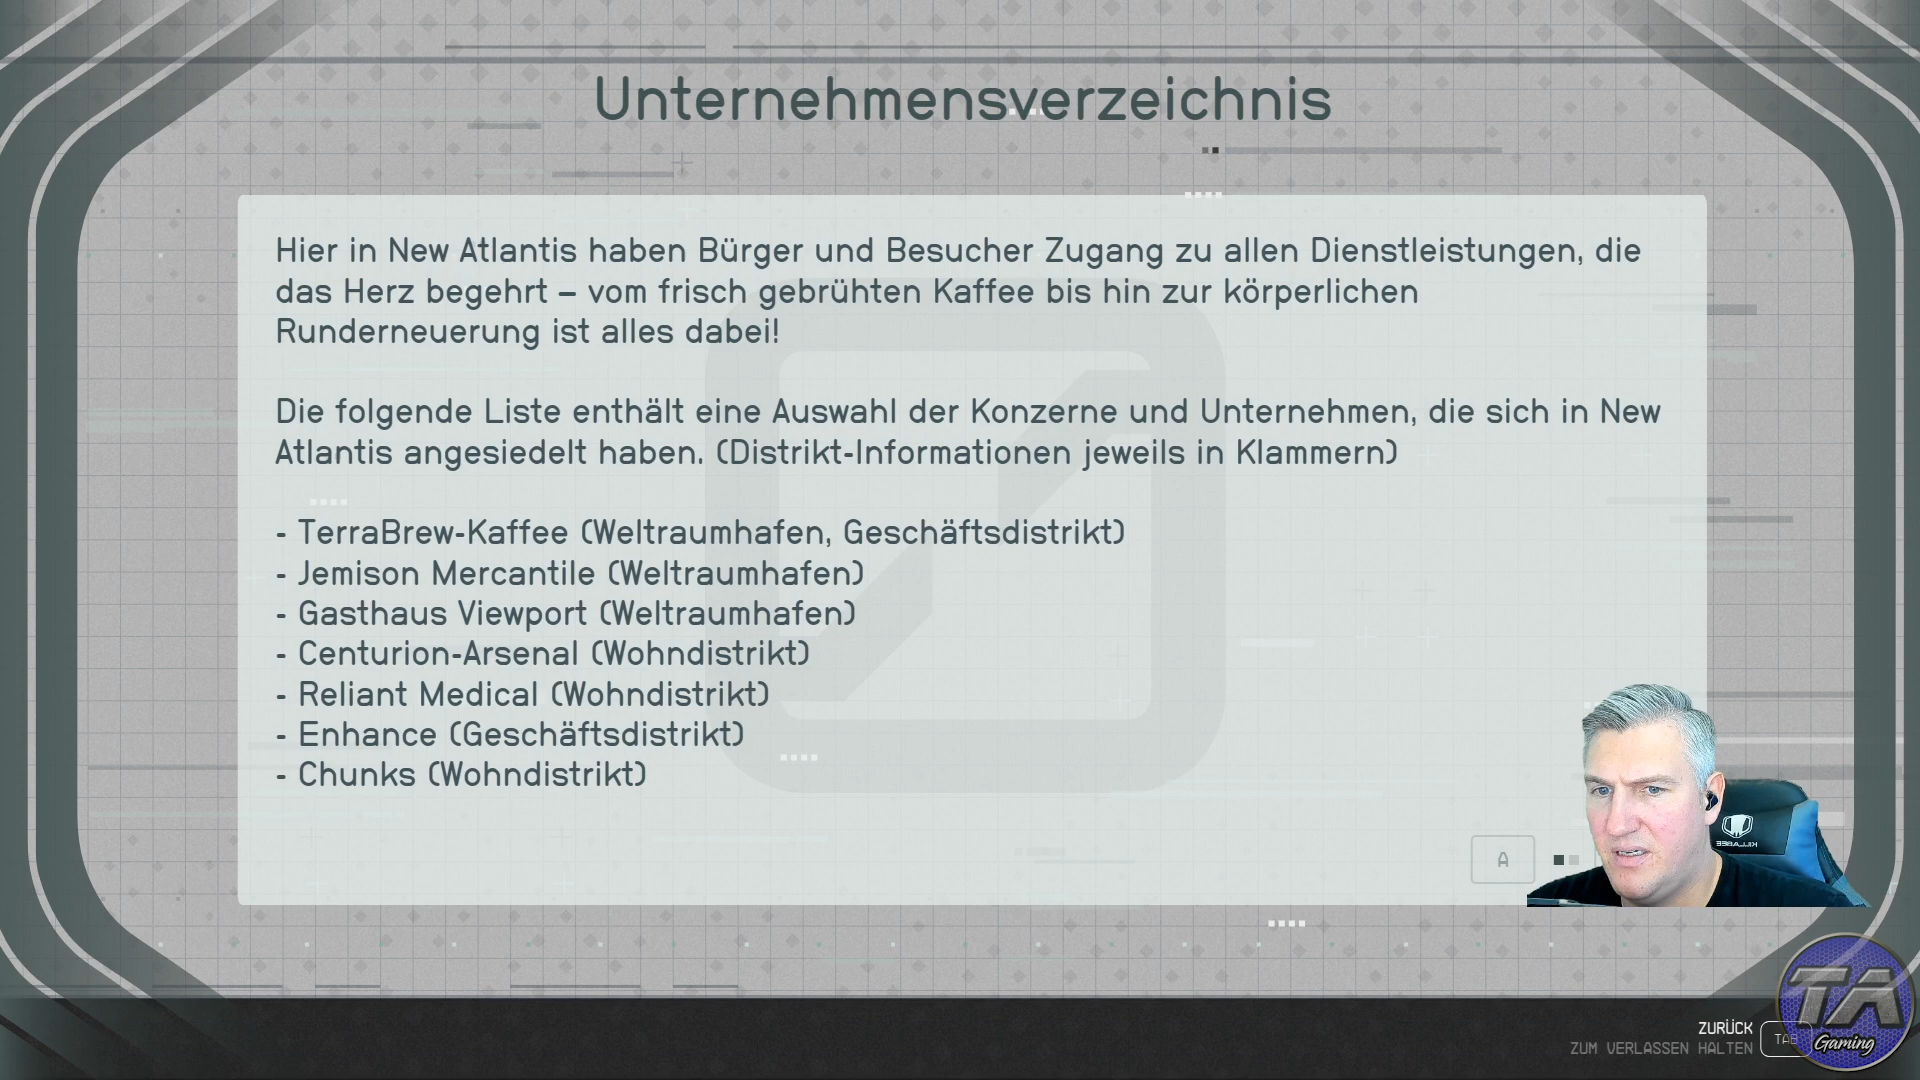 Unternehmensverzeichnis
Hier in New Atlantis haben Bürger und Besucher Zugang zu allen Dienstleistungen, die
das Herz begehrt – vom frisch gebrühten Kaffee bis hin zur körperlichen
Runderneuerung ist alles dabei!
Die folgende Liste enthält eine Auswahl der Konzerne und Unternehmen, die sich in New
Atlantis angesiedelt haben. (Distrikt-Informationen jeweils in Klammern)
- TerraBrew-Kaffee (Weltraumhafen, Geschäftsdistrikt)
- Jemison Mercantile (Weltraumhafen)
- Gasthaus Viewport (Weltraumhafen)
- Centurion-Arsenal (Wohndistrikt)
- Reliant Medical (Wohndistrikt)
- Enhance (Geschäftsdistrikt)
- Chunks (Wohndistrikt)
A
ZURÜCK
ZUM VERLASSEN HALTEN
TA
Gaming